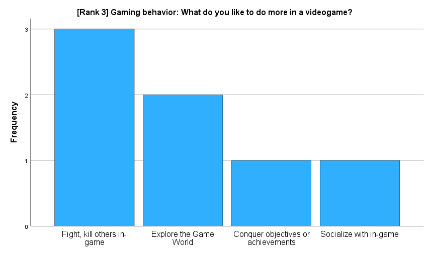 [Rank 3] Gaming behavior: What do you like to do more in a videogame?
Frequency
3
2
1
0
Fight, kill others in-
game
Explore the Game
World
Conquer objectives or
achievements
Socialize with in-game